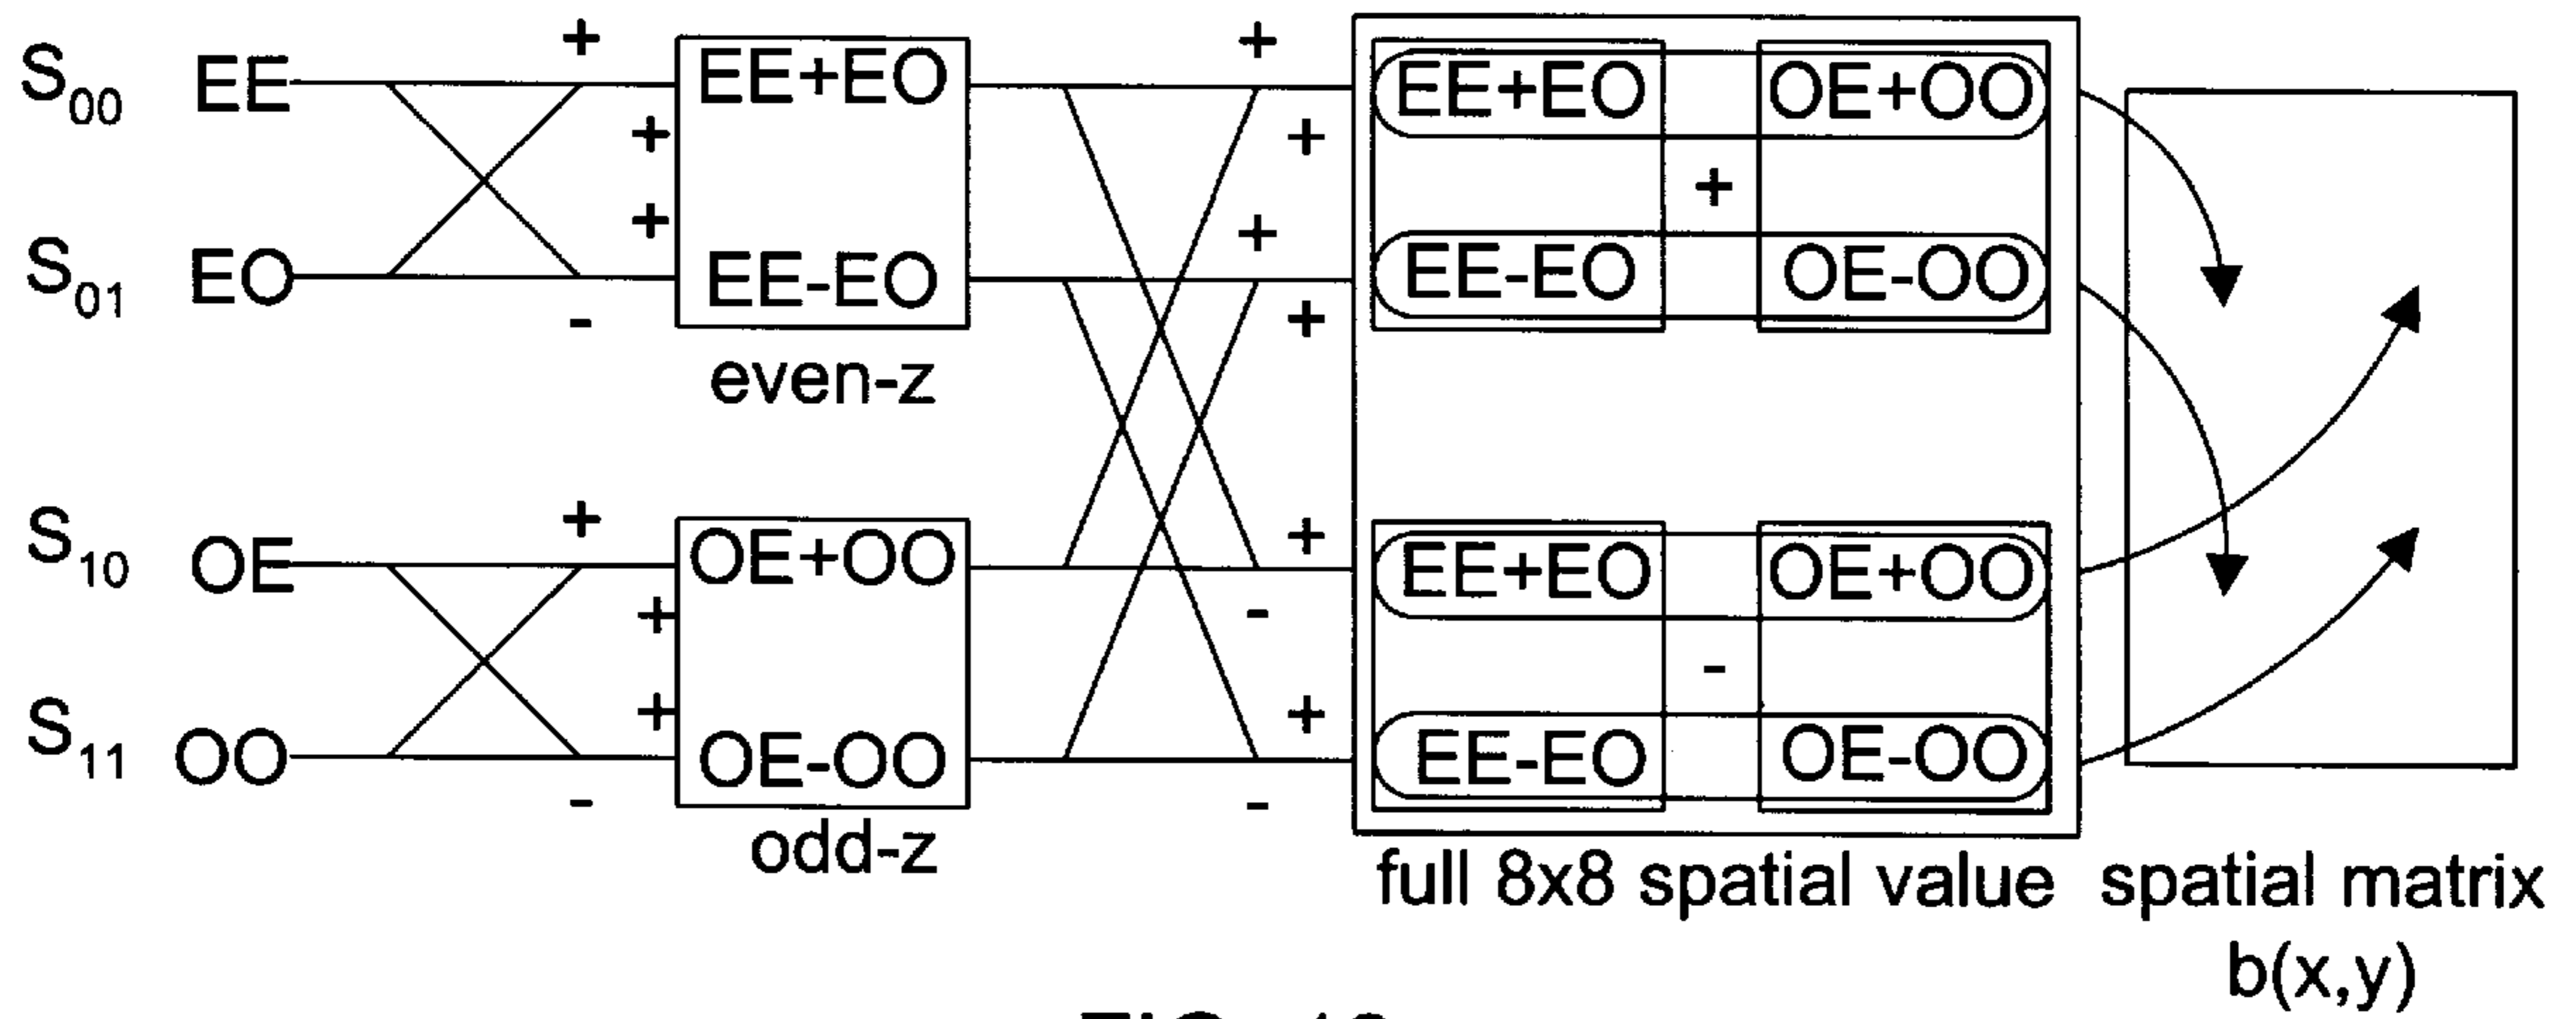 S00 EE + EE+EO + EE+EO OE+OO
+ +
+ +
S01 EO EE-EO + EE-EO OE-OO
- +
even-z
S10 OE + OE+OO + EE+EO OE+OO
+ -
+ + -
S11 OO OE-OO EE-EO OE-OO
- -
odd-z
full 8x8 spatial value spatial matrix
b(x,y)